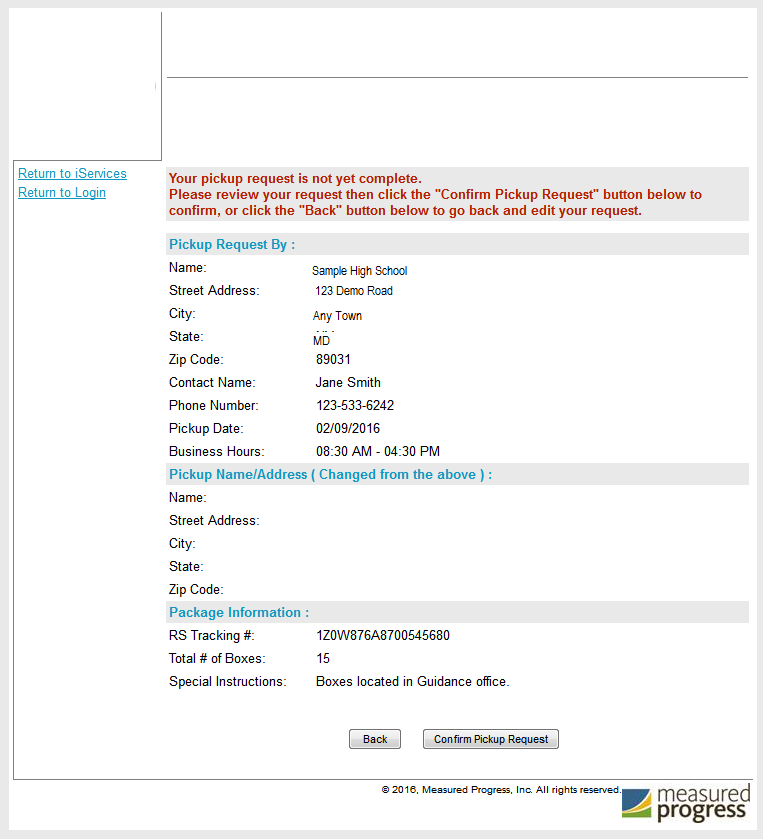 Return to iServices
Return to Login
Your pickup request is not yet complete.
Please review your request then click the "Confirm Pickup Request" button below to
confirm, or click the "Back" button below to go back and edit your request.
Pickup Request By :
Name: Sample High School
Street Address: 123 Demo Road
City: Any Town
State: MD
Zip Code: 89031
Contact Name: Jane Smith
Phone Number: 123-533-6242
Pickup Date: 02/09/2016
Business Hours: 08:30 AM - 04:30 PM
Pickup Name/Address ( Changed from the above ) :
Name:
Street Address:
City:
State:
Zip Code:
Package Information :
RS Tracking #: 1Z0W876A8700545680
Total # of Boxes: 15
Special Instructions: Boxes located in Guidance office.
Back Confirm Pickup Request
© 2016, Measured Progress, Inc. All rights reserved.
measured
progress